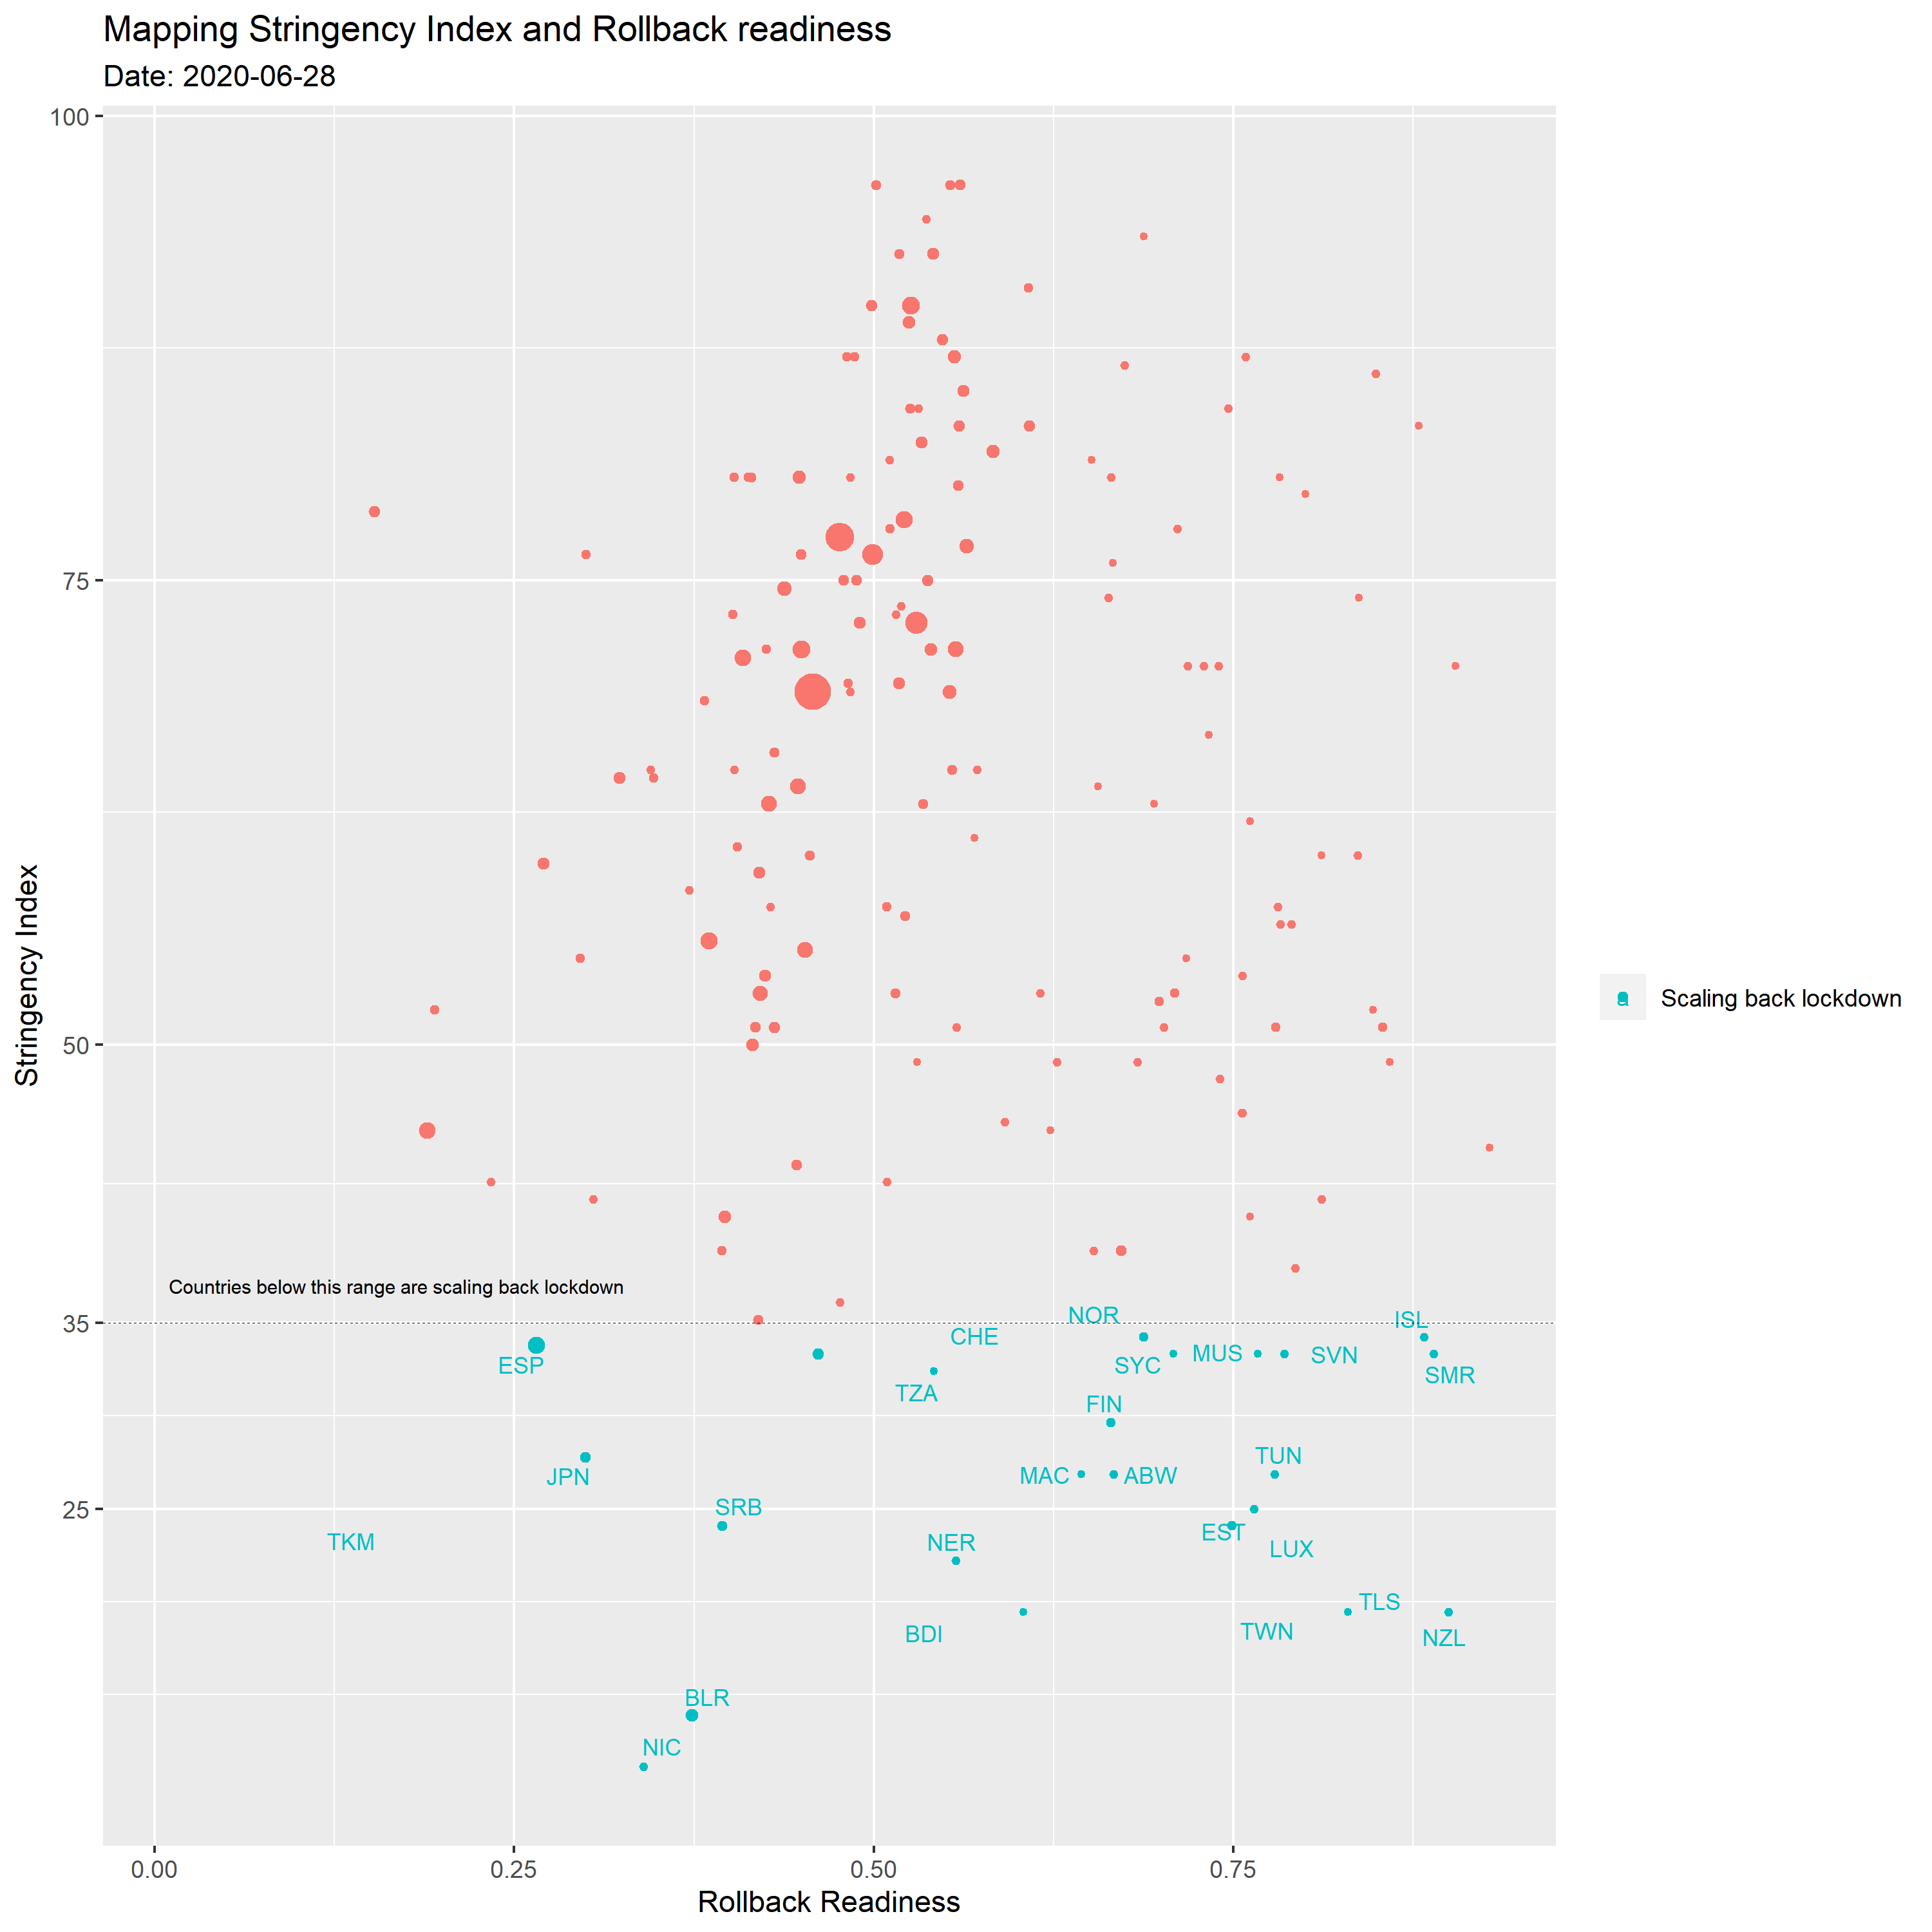 Mapping Stringency Index and Rollback readiness
Date: 2020-06-28
Stringency Index
100
75
50
35
25
Countries below this range are scaling back lockdown
NOR
ISL
CHE
ESP
SYC
MUS
SVN
SMR
TZA
FIN
TUN
JPN
MAC
ABW
SRB
EST
TKM
NER
LUX
TLS
BDI
TWN
NZL
BLR
NIC
0.00
0.25
0.50
0.75
Rollback Readiness
a
Scaling back lockdown